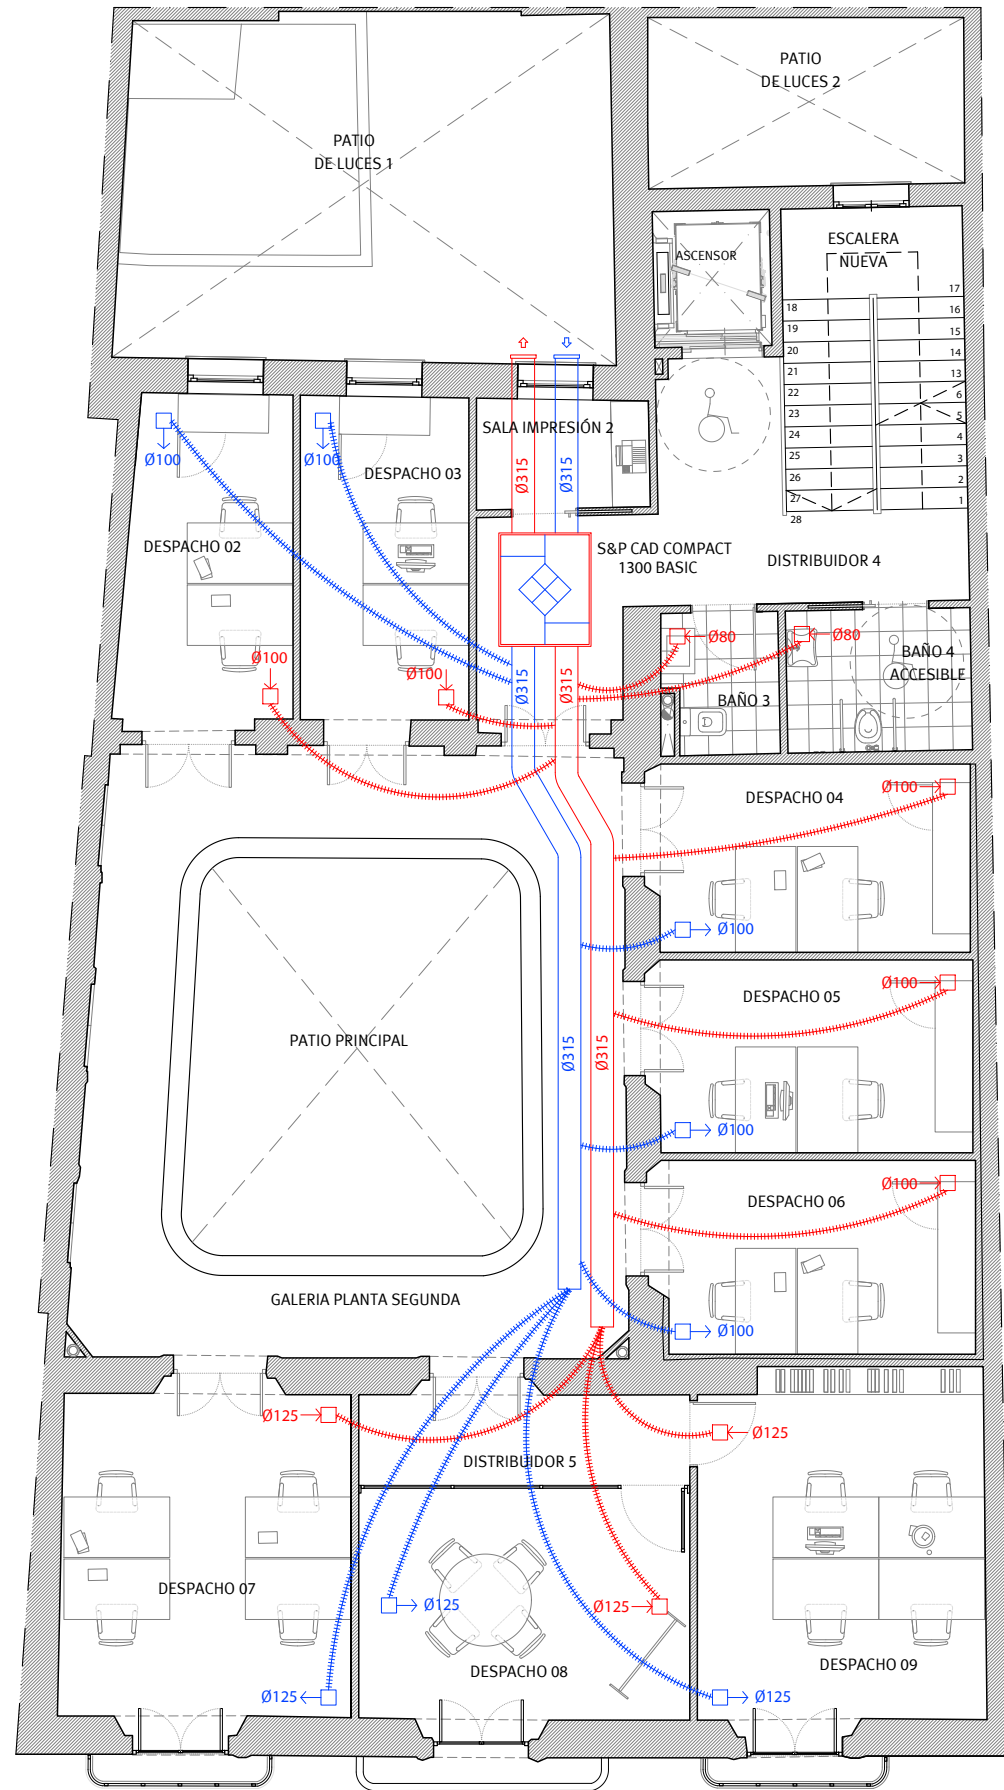 PATIO
DE LUCES 2
PATIO
DE LUCES 1
ESCALERA
NUEVA
ASCENSOR
17
18
16
19
15
20
14
21
13
22
6
23
5
24
4
25
3
26
2
27
1
28
SALA IMPRESIÓN 2
Ø315
Ø315
Ø100
Ø100
DESPACHO 03
DESPACHO 02
S&P CAD COMPACT
1300 BASIC
DISTRIBUIDOR 4
Ø80
Ø80
BAÑO 4
ACCESIBLE
BAÑO 3
Ø100
Ø100
Ø315
Ø315
DESPACHO 04
Ø100
Ø100
DESPACHO 05
Ø100
PATIO PRINCIPAL
Ø315
Ø315
Ø100
DESPACHO 06
Ø100
GALERIA PLANTA SEGUNDA
Ø100
Ø125
Ø125
DISTRIBUIDOR 5
DESPACHO 07
Ø125
Ø125
DESPACHO 08
DESPACHO 09
Ø125
Ø125